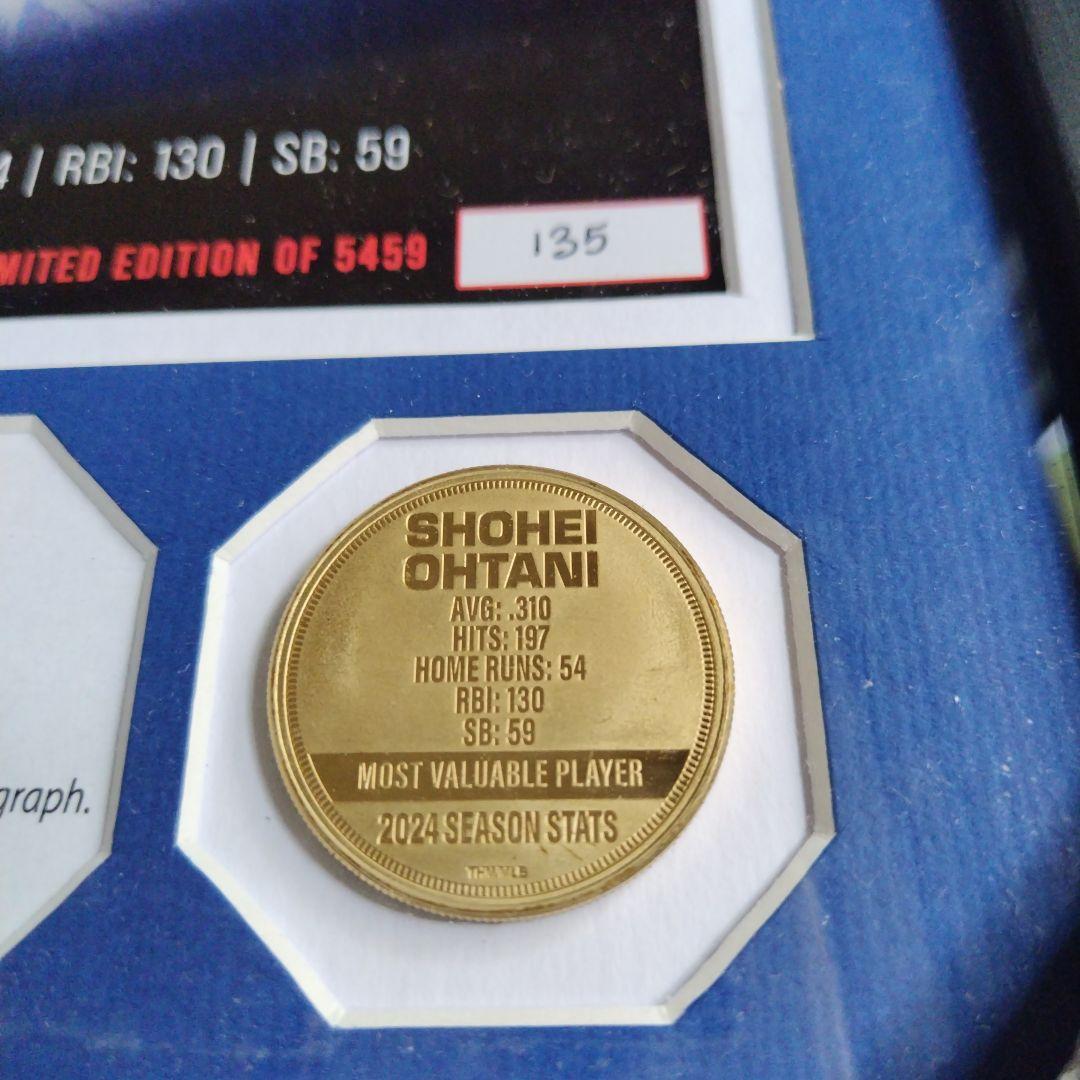 4 / RBI: 130 | SB: 59
MITED EDITION OF 5459
135
graph.
SHOHEI
OHTANI
AVG: .310
HITS: 197
HOME RUNS: 54
RBI: 130
SB: 59
MOST VALUABLE PLAYER
2024 SEASON STATS